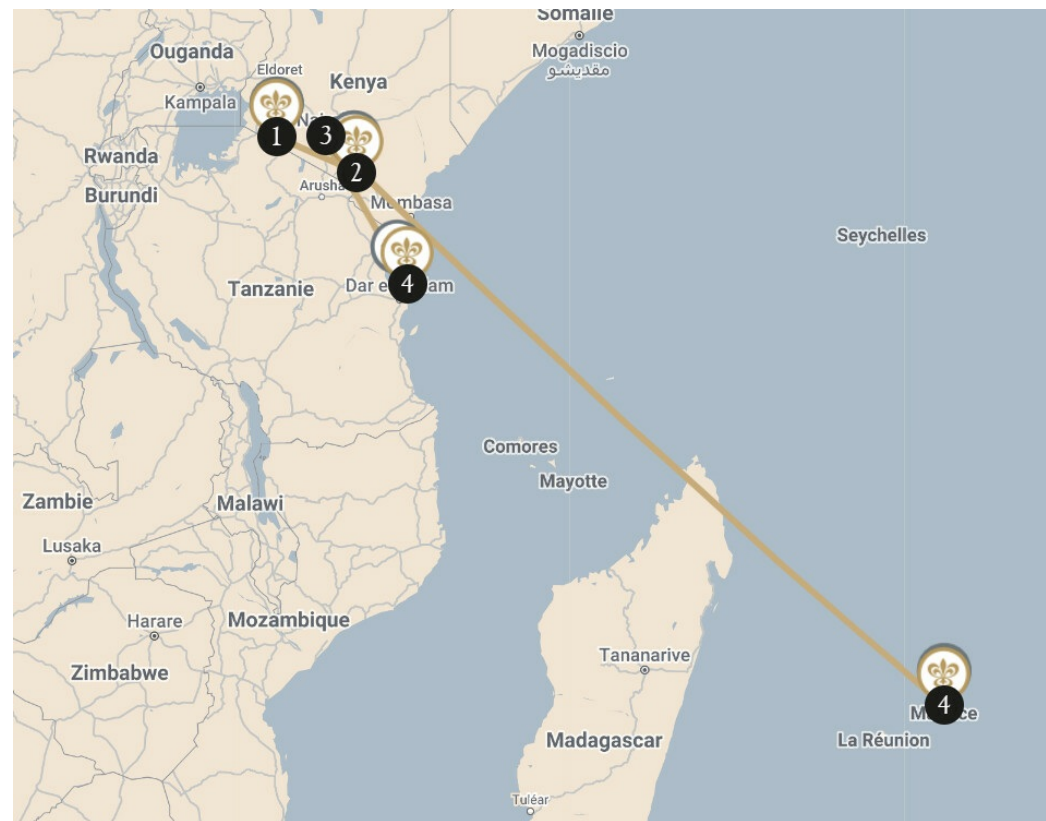 Somalie
Mogadiscio
مقديشو
Ouganda
Eldoret
Kenya
Kampala
1
3
2
Rwanda
Burundi
Arusha
Mombasa
Seychelles
Tanzanie
4
Comores
Mayotte
Zambie
Malawi
Lusaka
Harare
Mozambique
Zimbabwe
Tananarive
4
Madagascar
La Réunion
Tuléar